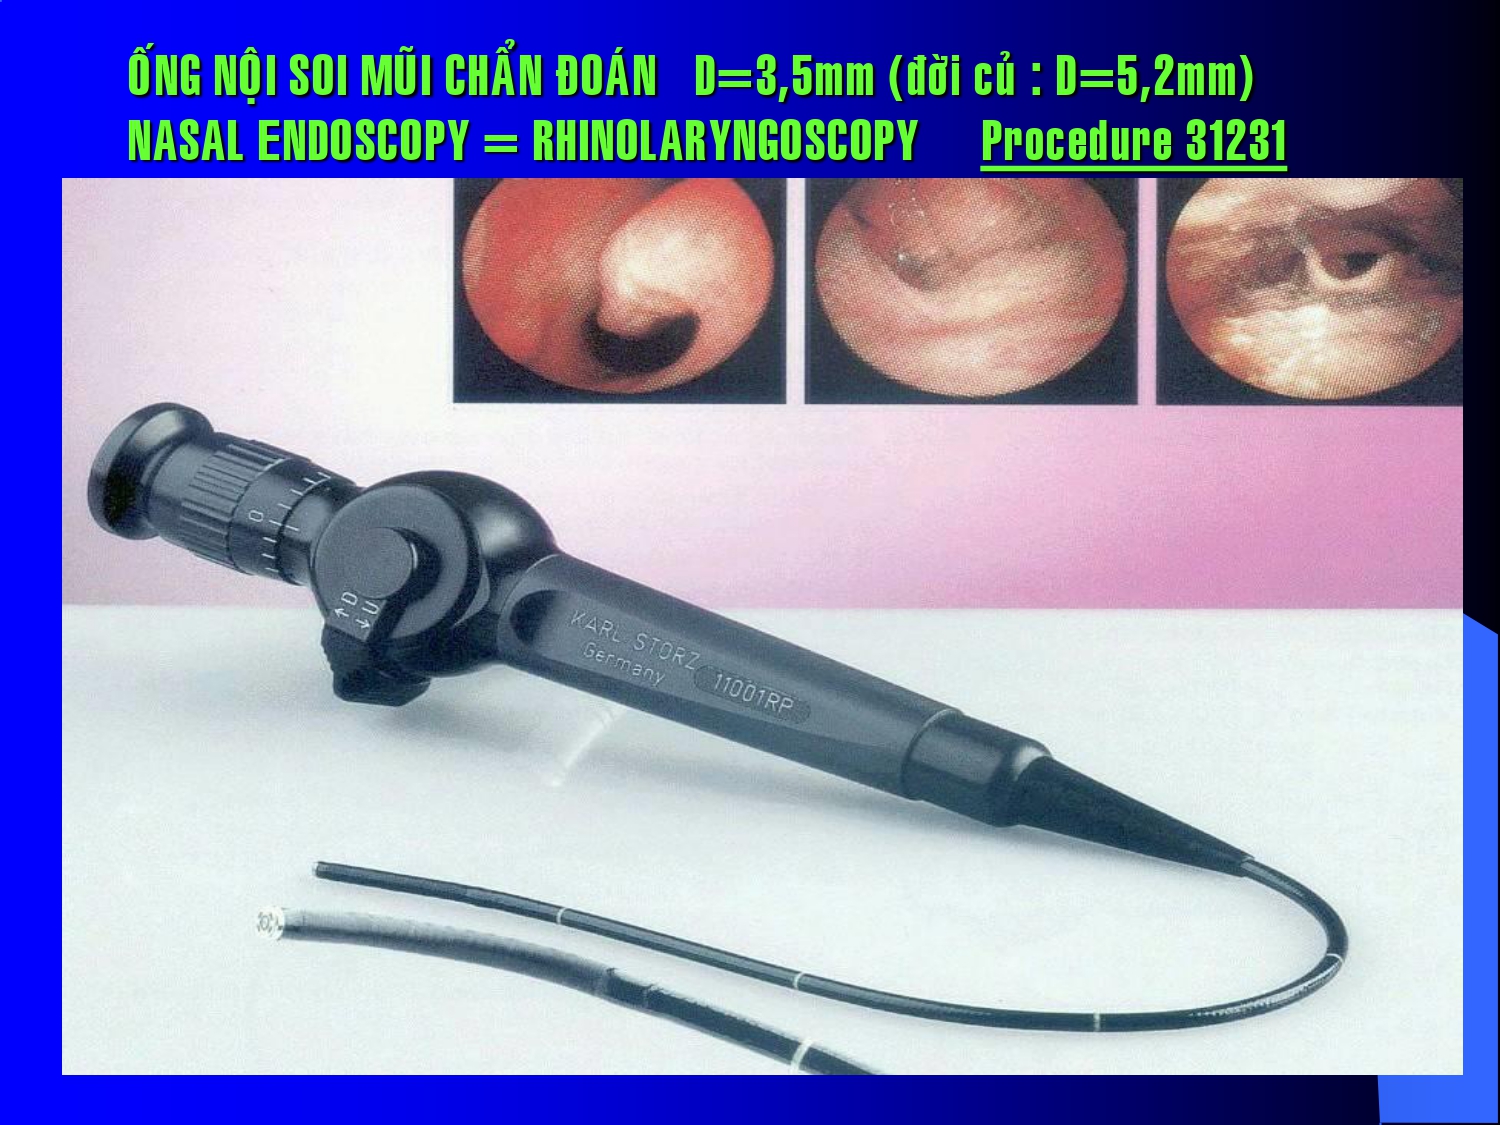 ỐNG NỘI SOI MŨI CHẨN ĐOÁN D=3,5mm (đời củ : D=5,2mm)
NASAL ENDOSCOPY = RHINOLARYNGOSCOPY Procedure 31231
0
D
U
KARL STORZ
Germany 11001RP